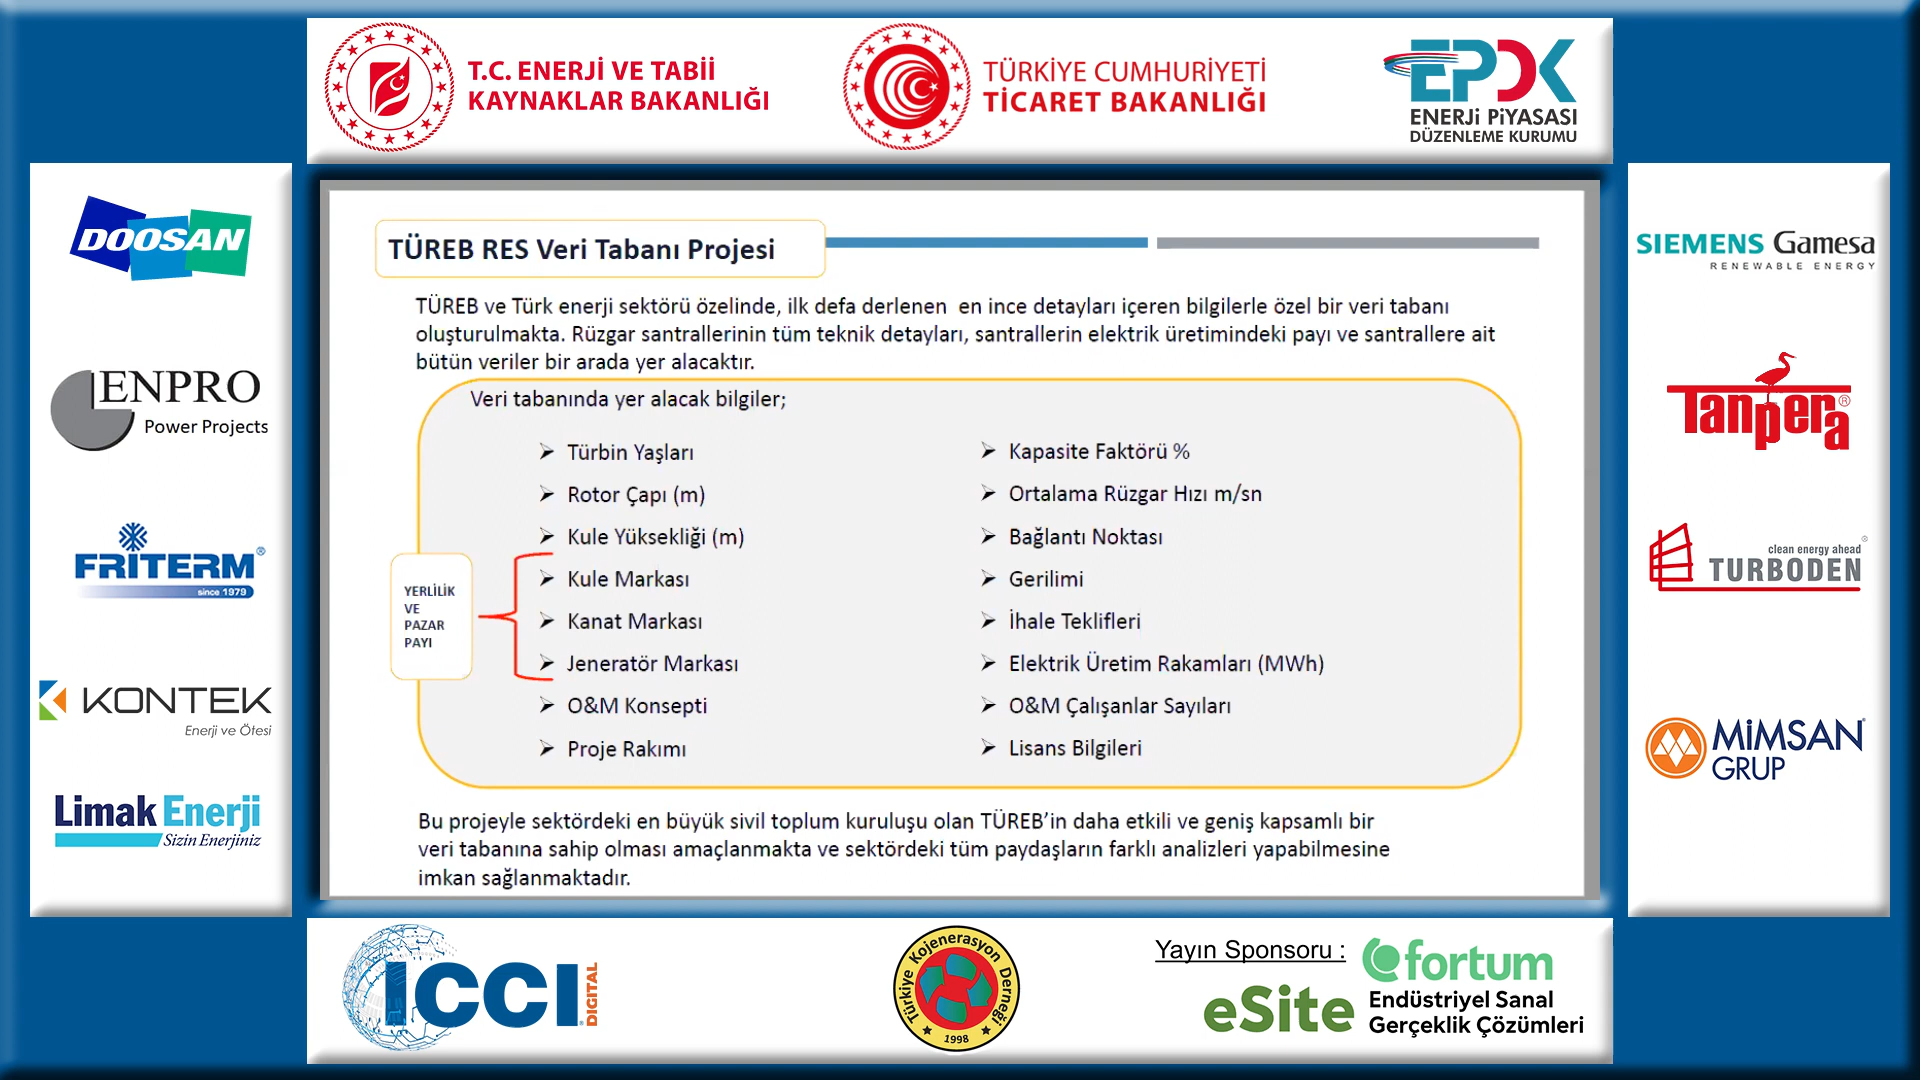 T.C. ENERJİ VE TABİİ
KAYNAKLAR BAKANLIĞI
TÜRKİYE CUMHURİYETİ
TİCARET BAKANLIĞI
EPDK
ENERJİ PİYASASI
DÜZENLEME KURUMU
DOOSAN
ENPRO
Power Projects
FRITERM®
since 1979
KONTEK
Enerji ve Ötesi
Limak Enerji
Sizin Enerjiniz
TÜREB RES Veri Tabanı Projesi
TÜREB ve Türk enerji sektörü özelinde, ilk defa derlenen en ince detayları içeren bilgilerle özel bir veri tabanı
oluşturulmakta. Rüzgar santrallerinin tüm teknik detayları, santrallerin elektrik üretimindeki payı ve santrallere ait
bütün veriler bir arada yer alacaktır.
Veri tabanında yer alacak bilgiler;
➢ Türbin Yaşları
➢ Rotor Çapı (m)
➢ Kule Yüksekliği (m)
➢ Kule Markası
➢ Kanat Markası
➢ Jeneratör Markası
➢ O&M Konsepti
➢ Proje Rakımı
YERLİLİK
VE
PAZAR
PAYI
➢ Kapasite Faktörü %
➢ Ortalama Rüzgar Hızı m/sn
➢ Bağlantı Noktası
➢ Gerilimi
➢ İhale Teklifleri
➢ Elektrik Üretim Rakamları (MWh)
➢ O&M Çalışanlar Sayıları
➢ Lisans Bilgileri
Bu projeyle sektördeki en büyük sivil toplum kuruluşu olan TÜREB’in daha etkili ve geniş kapsamlı bir
veri tabanına sahip olması amaçlanmakta ve sektördeki tüm paydaşların farklı analizleri yapabilmesine
imkan sağlanmaktadır.
SIEMENS Gamesa
RENEWABLE ENERGY
Tanpera®
clean energy ahead®
TURBODEN
MİMSAN®
GRUP
ICCI DIGITAL
Türkiye Kojenerasyon Derneği
1998
Yayın Sponsoru :
fortum
eSite
Endüstriyel Sanal
Gerçeklik Çözümleri